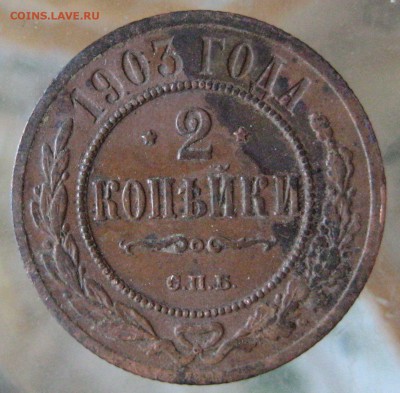 COINS.LAVE.RU
1903 ГОДА
2
КОПѢЙКИ
С.П.Б.